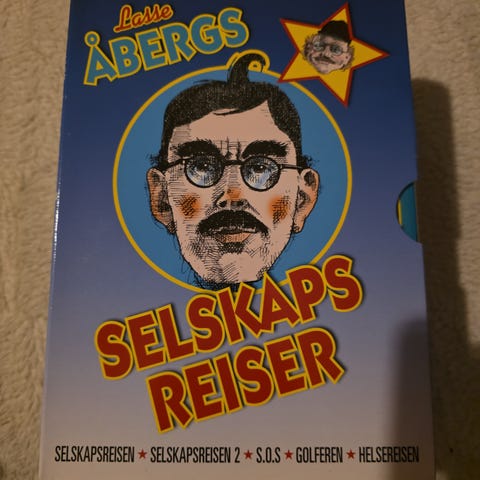 Lasse
ÅBERGS
SELSKAPS
REISER
SELSKAPSREISEN ★ SELSKAPSREISEN 2 ★ S.O.S ★ GOLFEREN ★ HELSEREISEN